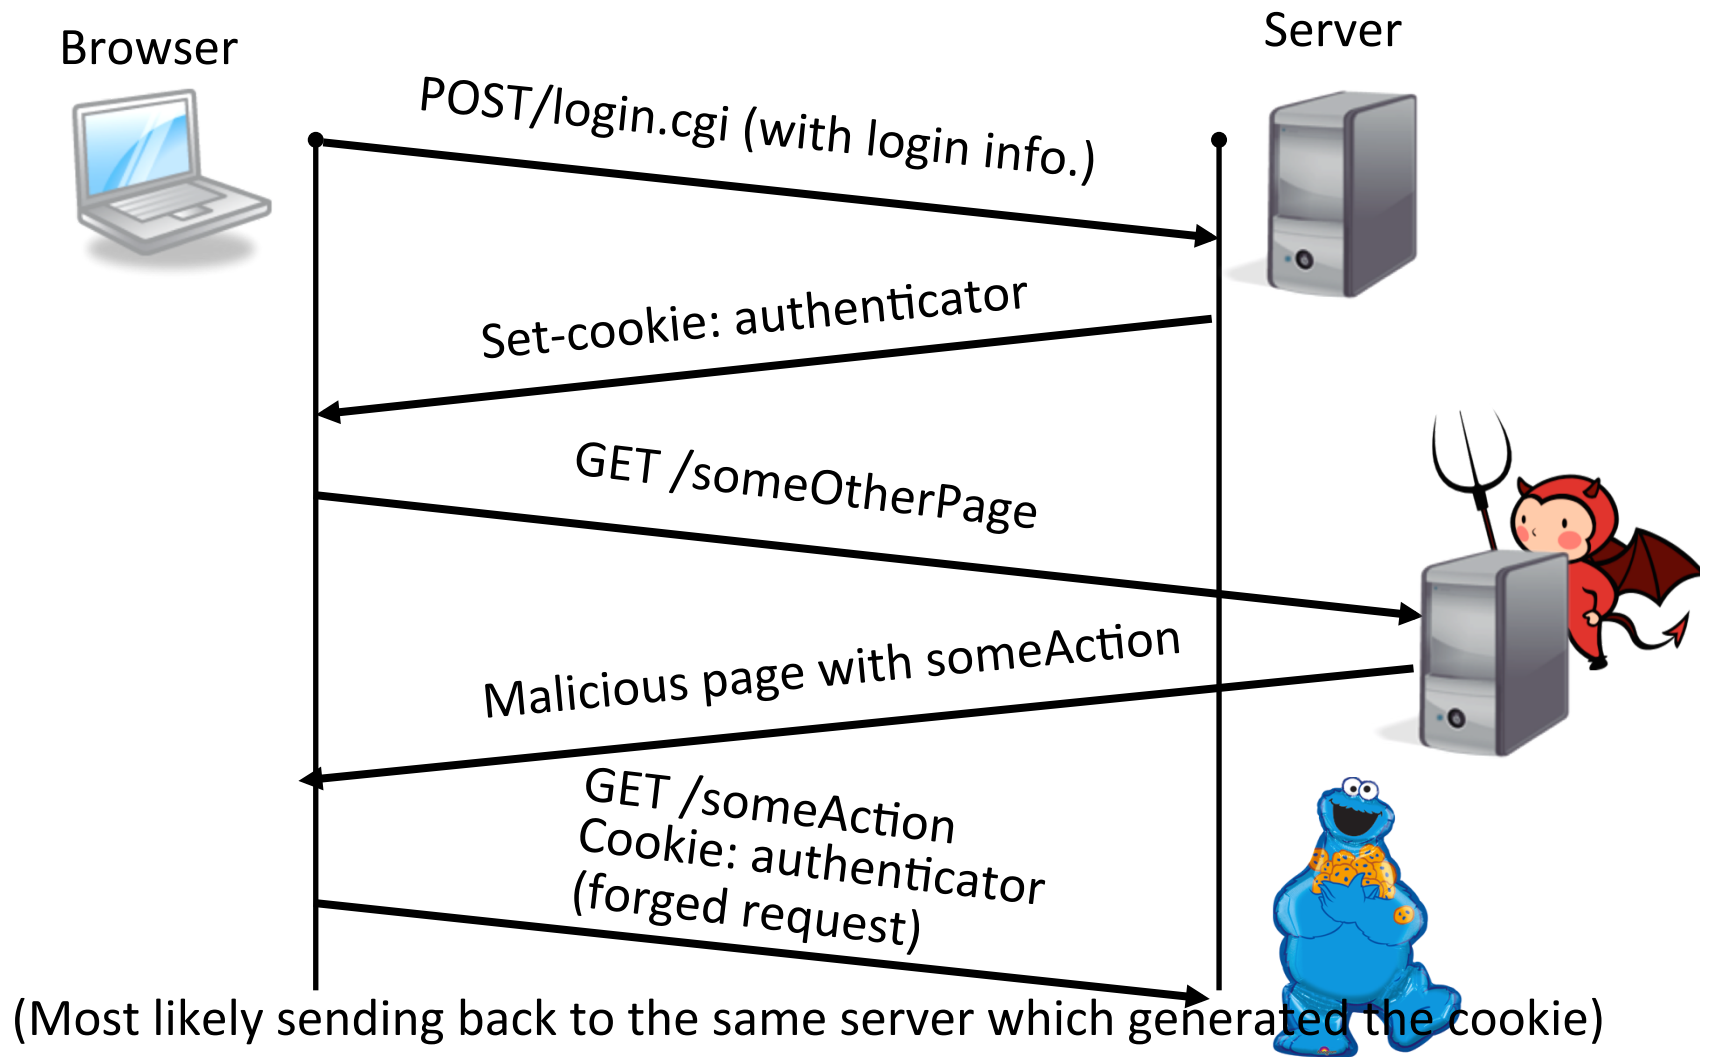 Browser
Server
POST/login.cgi (with login info.)
Set-cookie: authenticator
GET /someOtherPage
Malicious page with someAction
GET /someAction
Cookie: authenticator
(forged request)
(Most likely sending back to the same server which generated the cookie)